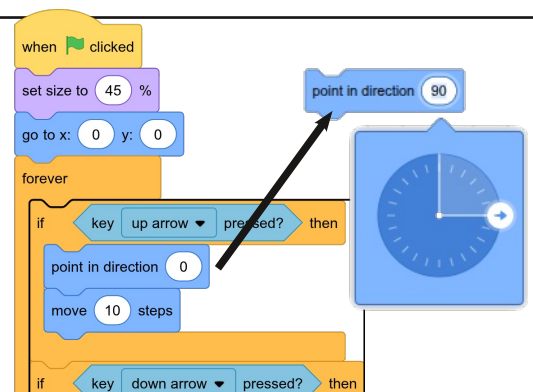 when clicked
set size to 45 %
go to x: 0 y: 0
forever
if key up arrow pressed? then
point in direction 0
move 10 steps
if key down arrow pressed? then
point in direction 90